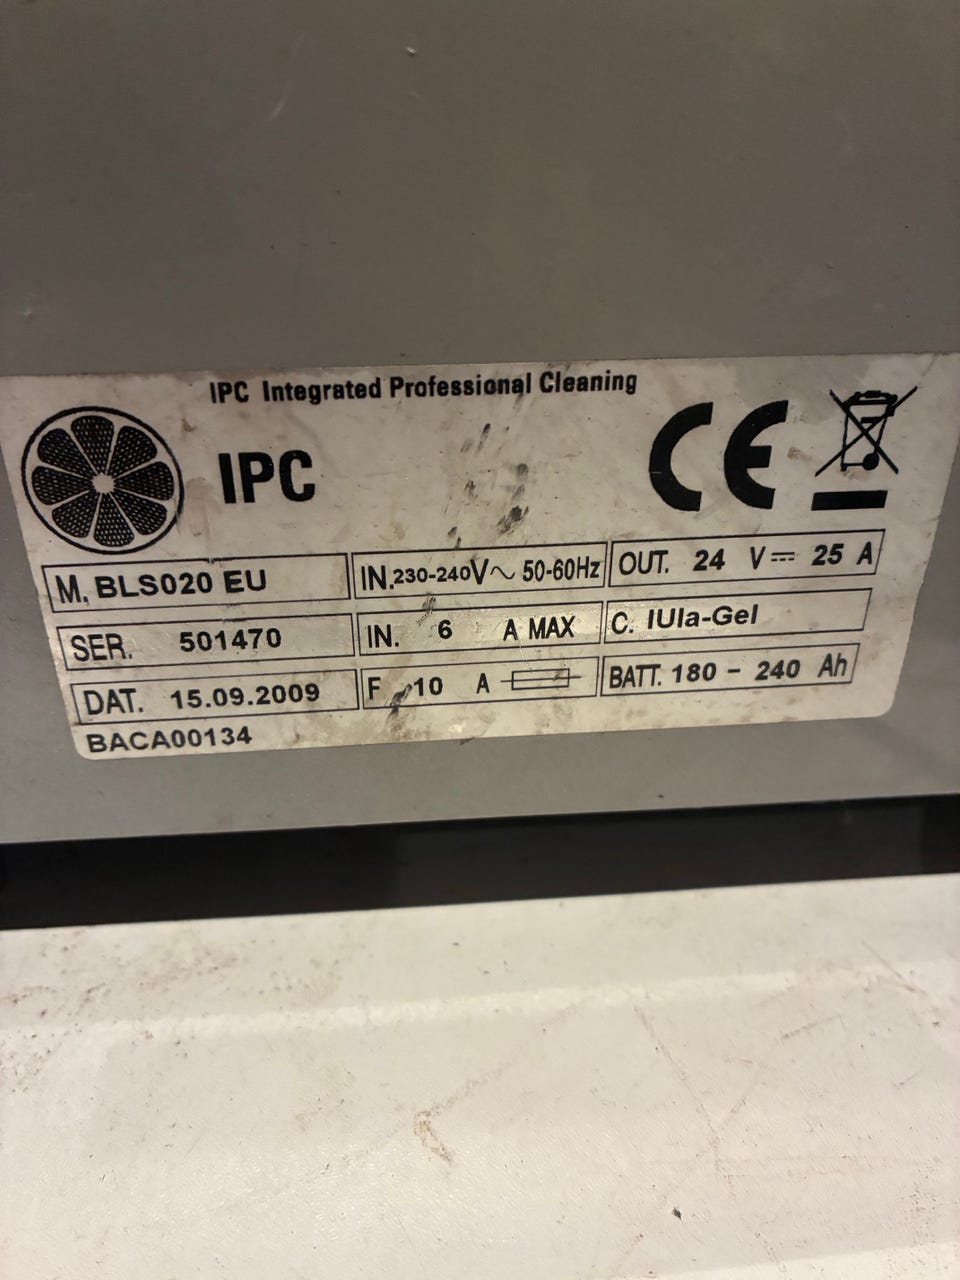 IPC Integrated Professional Cleaning
IPC CE
M. BLS020 EU IN. 230-240V~ 50-60Hz OUT. 24 V⎓ 25 A
SER. 501470 IN. 6 A MAX C. IUIa-Gel
DAT. 15.09.2009 F 10 A BATT. 180 - 240 Ah
BACA00134